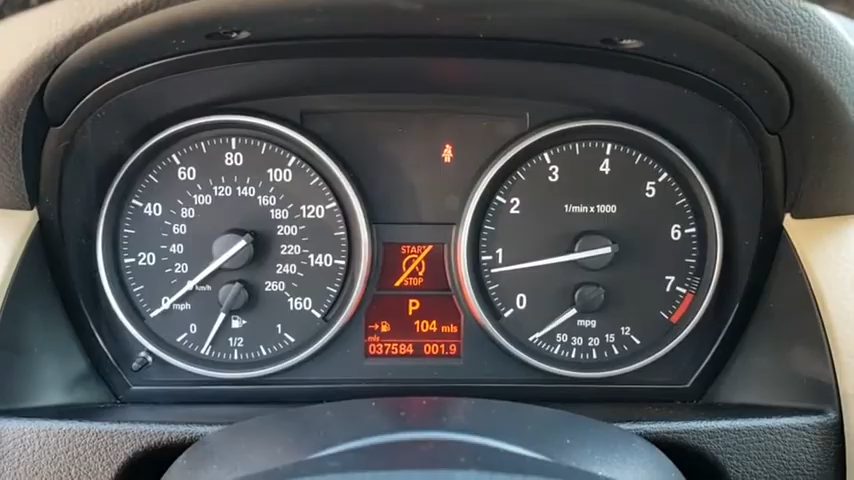 0 20 40 60 80 100 120 140 160
mph
20 40 60 80 100 120 140 160 180 200 220 240 260
km/h
0 1/2 1
START
STOP
P
104 mls
mls
037584 001.9
0 1 2 3 4 5 6 7
1/min x 1000
mpg
50 30 20 15 12